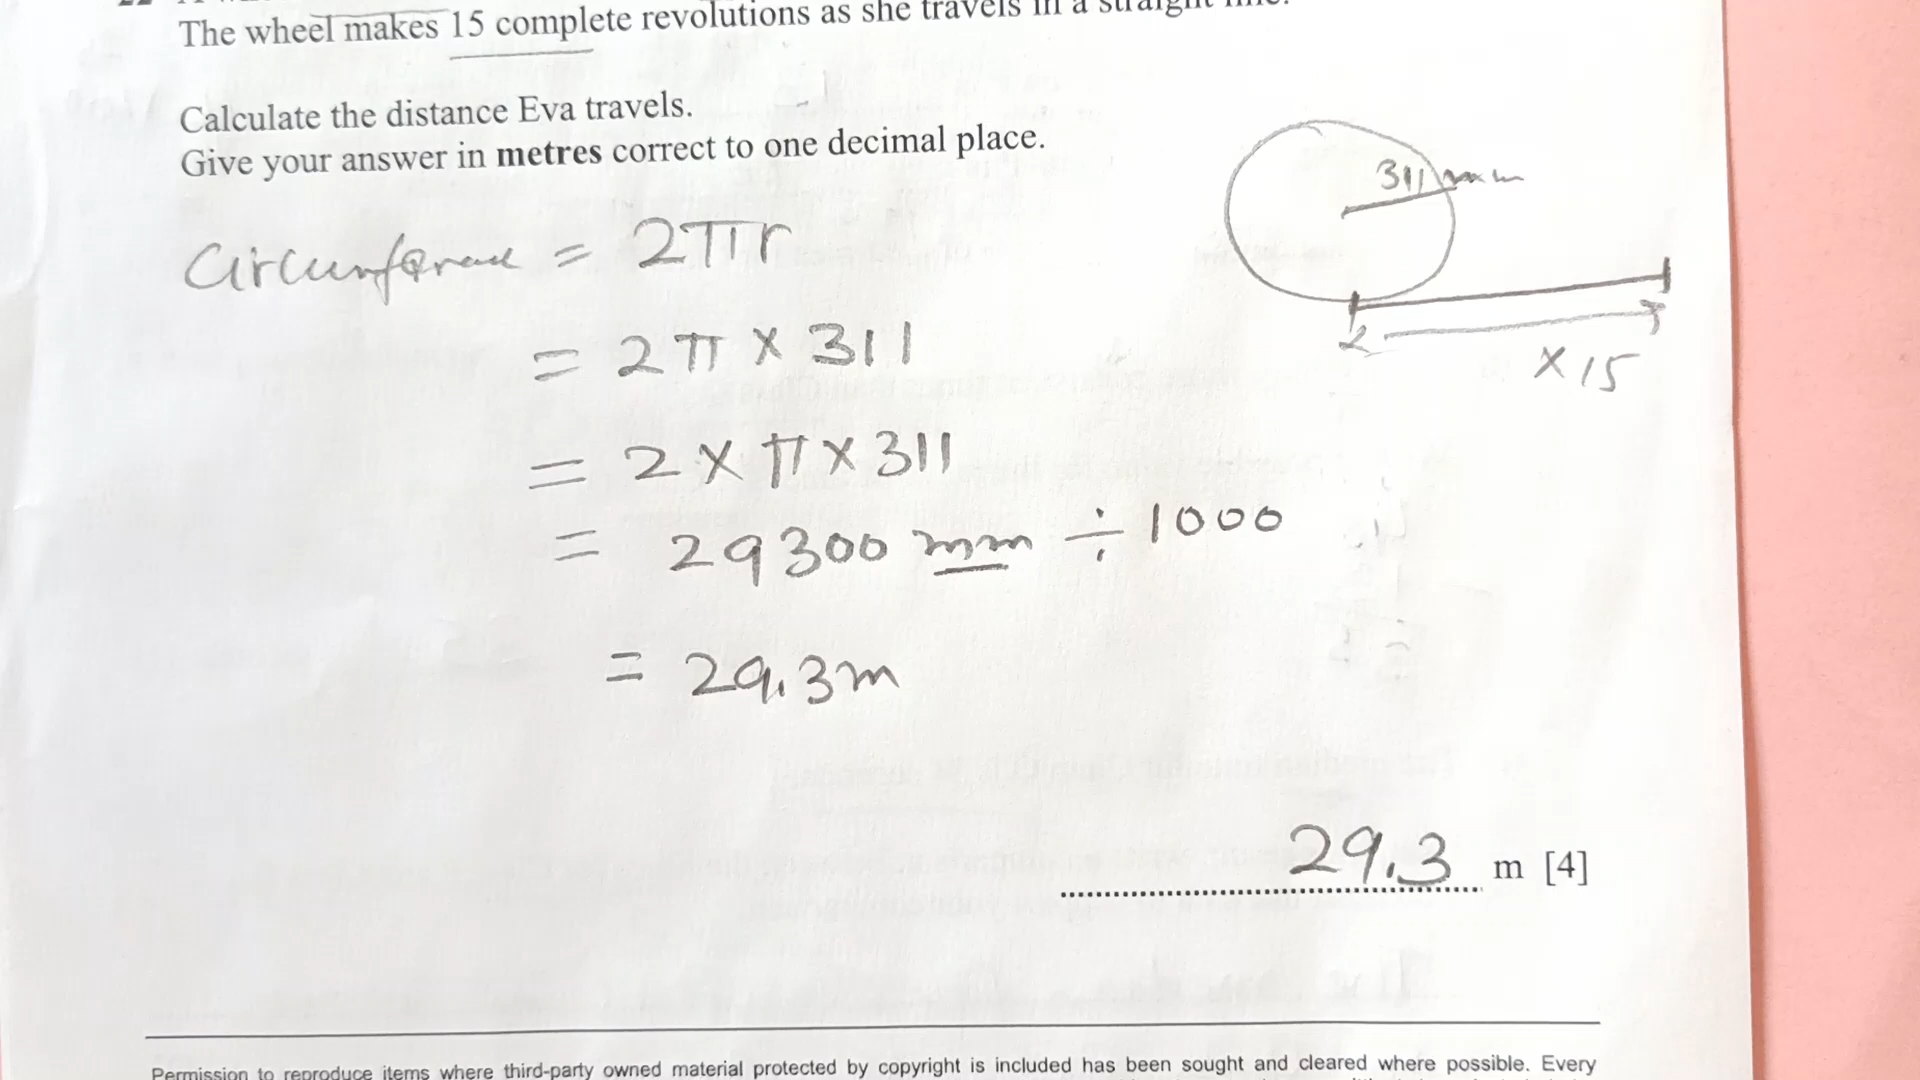 The wheel makes 15 complete revolutions as she travels in a straight line.
Calculate the distance Eva travels.
Give your answer in metres correct to one decimal place.
311 mm
Circumference = 2πr
= 2π × 311
× 15
= 2 × π × 311
= 29300 mm ÷ 1000
= 29.3m
29.3 m [4]
Permission to reproduce items where third-party owned material protected by copyright is included has been sought and cleared where possible. Every